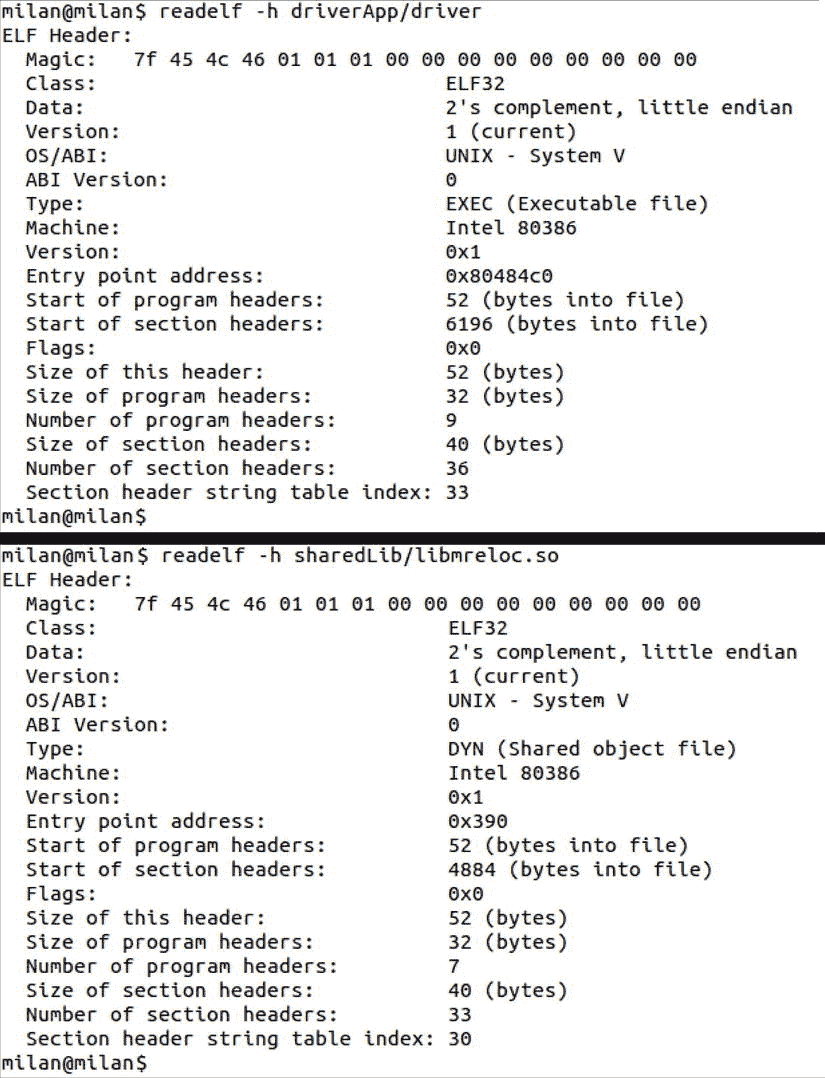 milan@milan$ readelf -h driverApp/driver
ELF Header:
  Magic:   7f 45 4c 46 01 01 01 00 00 00 00 00 00 00 00 00
  Class:                             ELF32
  Data:                              2's complement, little endian
  Version:                           1 (current)
  OS/ABI:                            UNIX - System V
  ABI Version:                       0
  Type:                              EXEC (Executable file)
  Machine:                           Intel 80386
  Version:                           0x1
  Entry point address:               0x80484c0
  Start of program headers:          52 (bytes into file)
  Start of section headers:          6196 (bytes into file)
  Flags:                             0x0
  Size of this header:               52 (bytes)
  Size of program headers:           32 (bytes)
  Number of program headers:         9
  Size of section headers:           40 (bytes)
  Number of section headers:         36
  Section header string table index: 33
milan@milan$
milan@milan$ readelf -h sharedLib/libmreloc.so
ELF Header:
  Magic:   7f 45 4c 46 01 01 01 00 00 00 00 00 00 00 00 00
  Class:                             ELF32
  Data:                              2's complement, little endian
  Version:                           1 (current)
  OS/ABI:                            UNIX - System V
  ABI Version:                       0
  Type:                              DYN (Shared object file)
  Machine:                           Intel 80386
  Version:                           0x1
  Entry point address:               0x390
  Start of program headers:          52 (bytes into file)
  Start of section headers:          4884 (bytes into file)
  Flags:                             0x0
  Size of this header:               52 (bytes)
  Size of program headers:           32 (bytes)
  Number of program headers:         7
  Size of section headers:           40 (bytes)
  Number of section headers:         33
  Section header string table index: 30
milan@milan$